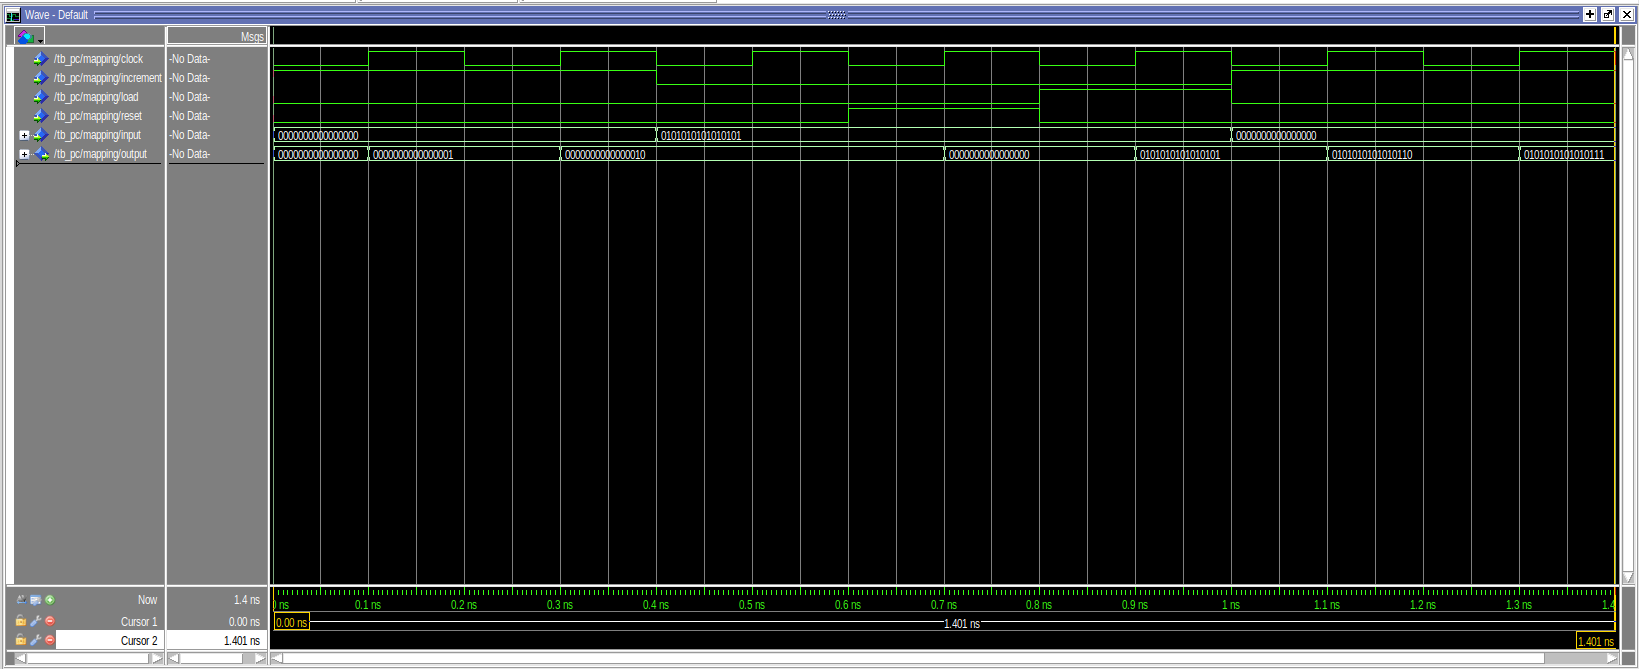 Wave - Default
Msgs
/tb_pc/mapping/clock -No Data-
/tb_pc/mapping/increment -No Data-
/tb_pc/mapping/load -No Data-
/tb_pc/mapping/reset -No Data-
/tb_pc/mapping/input -No Data- 0000000000000000 0101010101010101 0000000000000000
/tb_pc/mapping/output -No Data- 0000000000000000 0000000000000001 0000000000000010 0000000000000000 0101010101010101 0101010101010110 0101010101010111
Now 1.4 ns 0 ns 0.1 ns 0.2 ns 0.3 ns 0.4 ns 0.5 ns 0.6 ns 0.7 ns 0.8 ns 0.9 ns 1 ns 1.1 ns 1.2 ns 1.3 ns 1.4
Cursor 1 0.00 ns 0.00 ns 1.401 ns
Cursor 2 1.401 ns 1.401 ns